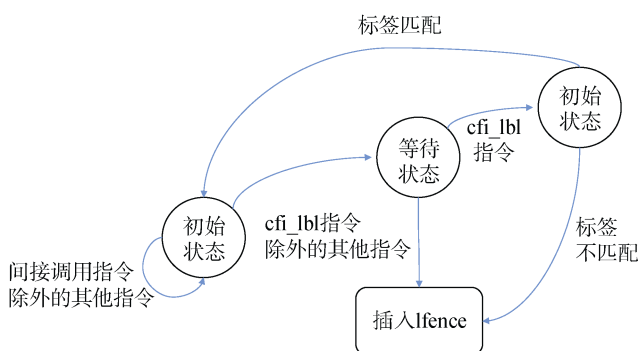 标签匹配
初始
状态
cfi_lbl
指令
等待
状态
初始
状态
cfi_lbl指令
除外的其他指令
标签
不匹配
间接调用指令
除外的其他指令
插入lfence